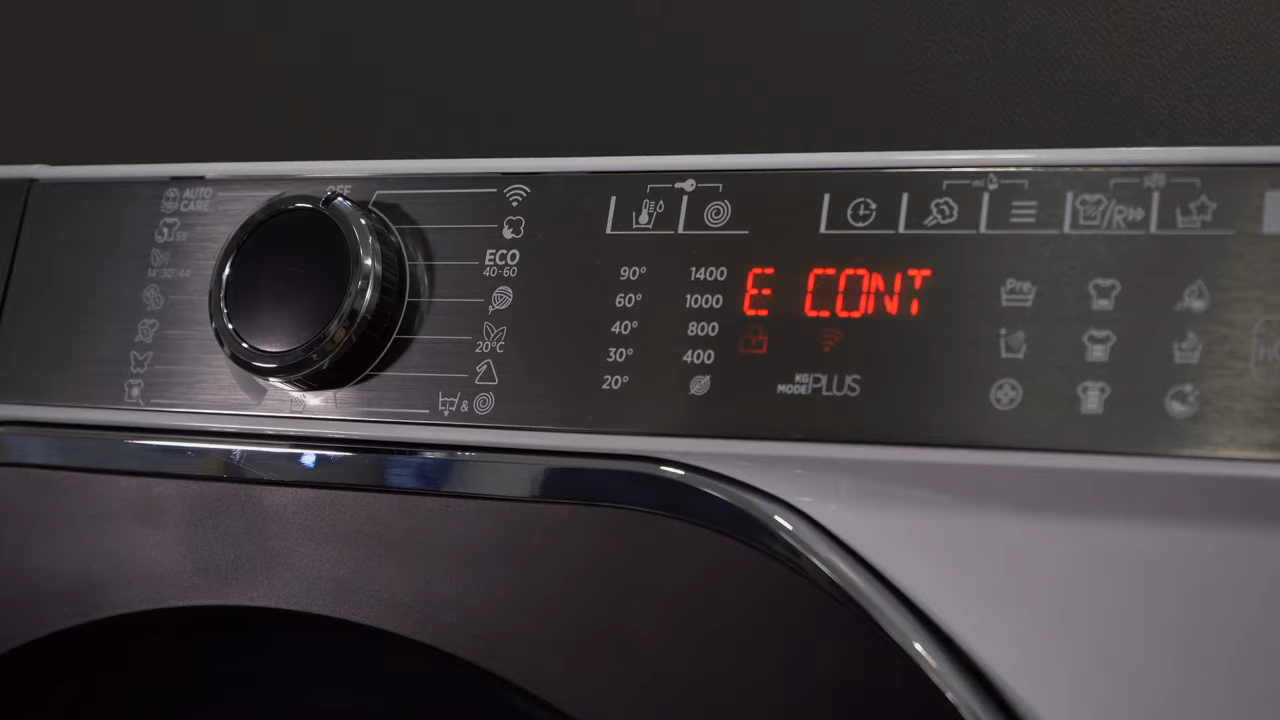 AUTO
CARE
59'
14'30'44'
OFF
ECO
40-60
20°C
&
90°
60°
40°
30°
20°
1400
1000
800
400
E CONT
KG
MODE PLUS
/R
Pre